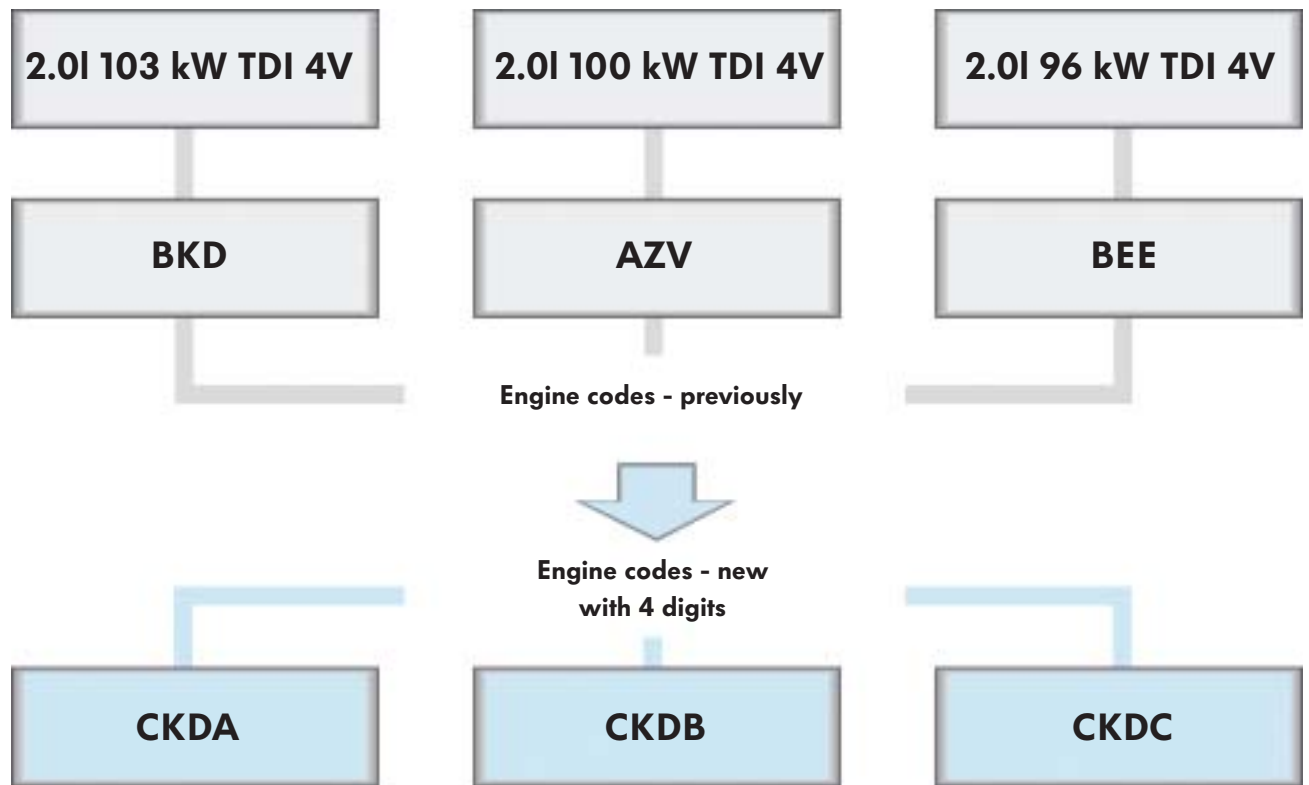 2.0l 103 kW TDI 4V
2.0l 100 kW TDI 4V
2.0l 96 kW TDI 4V
BKD
AZV
BEE
Engine codes - previously
Engine codes - new
with 4 digits
CKDA
CKDB
CKDC